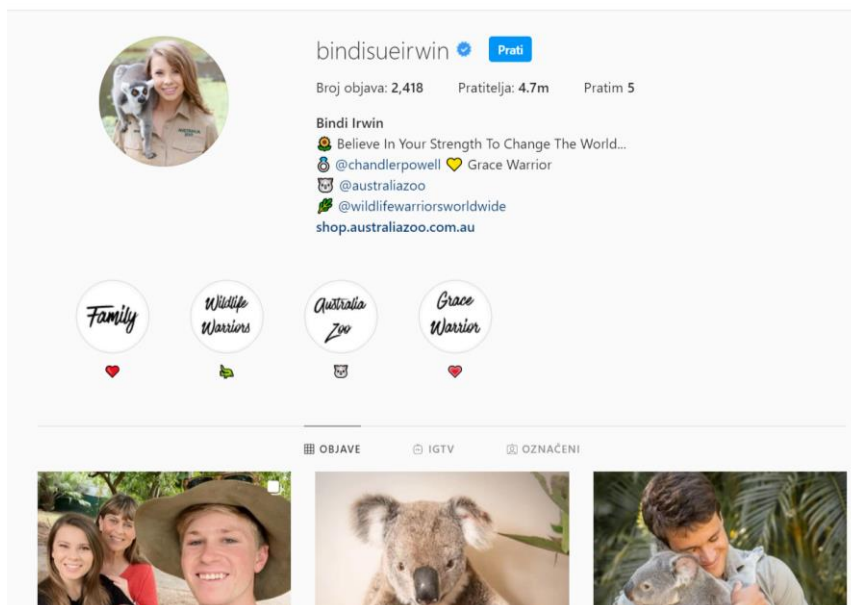 bindisueirwin Prati
Broj objava: 2,418 Pratitelja: 4.7m Pratim 5
Bindi Irwin
🌻 Believe In Your Strength To Change The World...
💍 @chandlerpowell 💛 Grace Warrior
🐨 @australiazoo
🌿 @wildlifewarriorsworldwide
shop.australiazoo.com.au
Family
Wildlife
Warriors
Australia
Zoo
Grace
Warrior
OBJAVE IGTV OZNAČENI